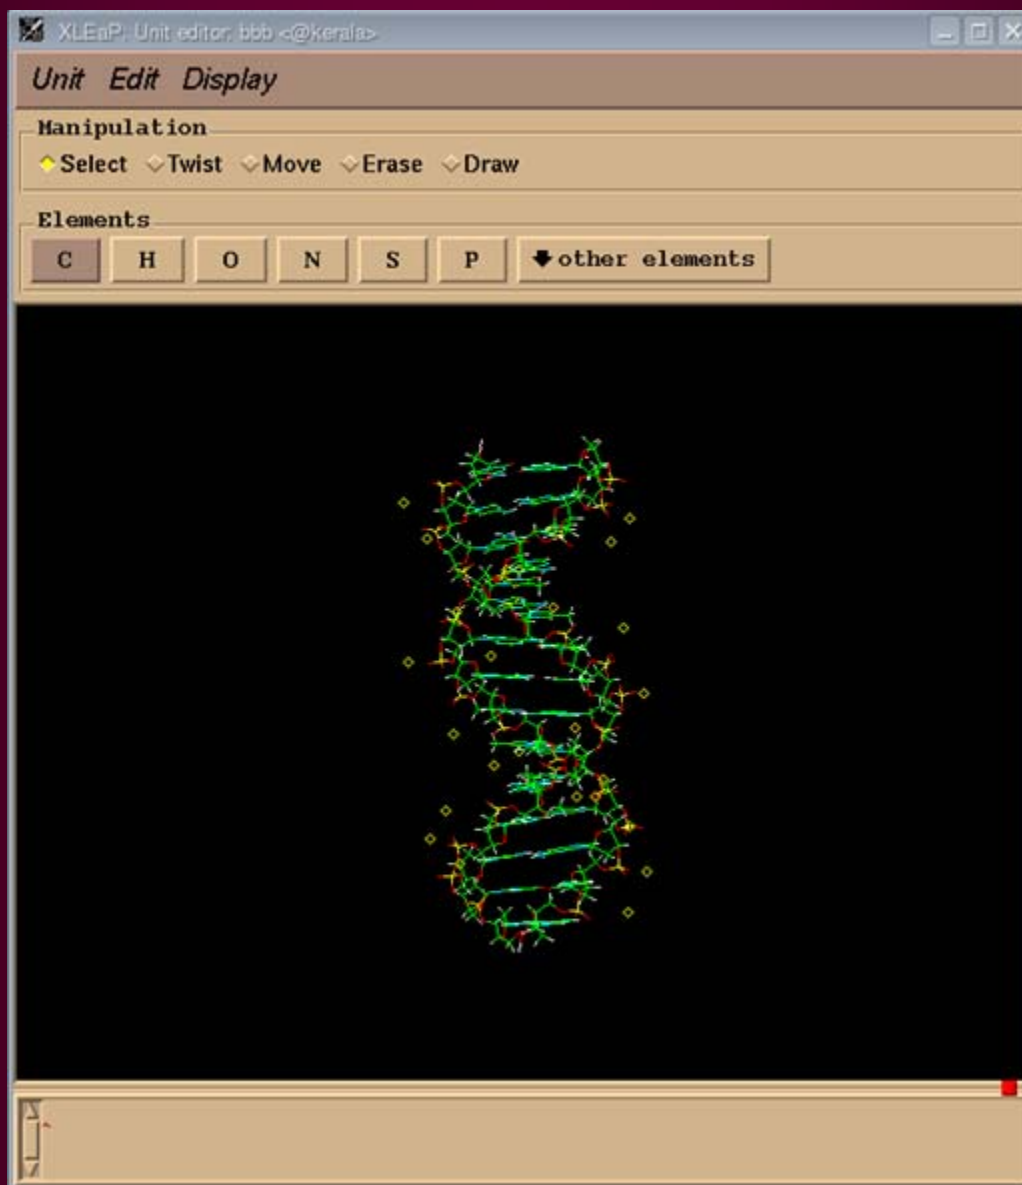 XLEaP: Unit editor: bbb <@kerala>
Unit Edit Display
Manipulation
Select Twist Move Erase Draw
Elements
C H O N S P other elements